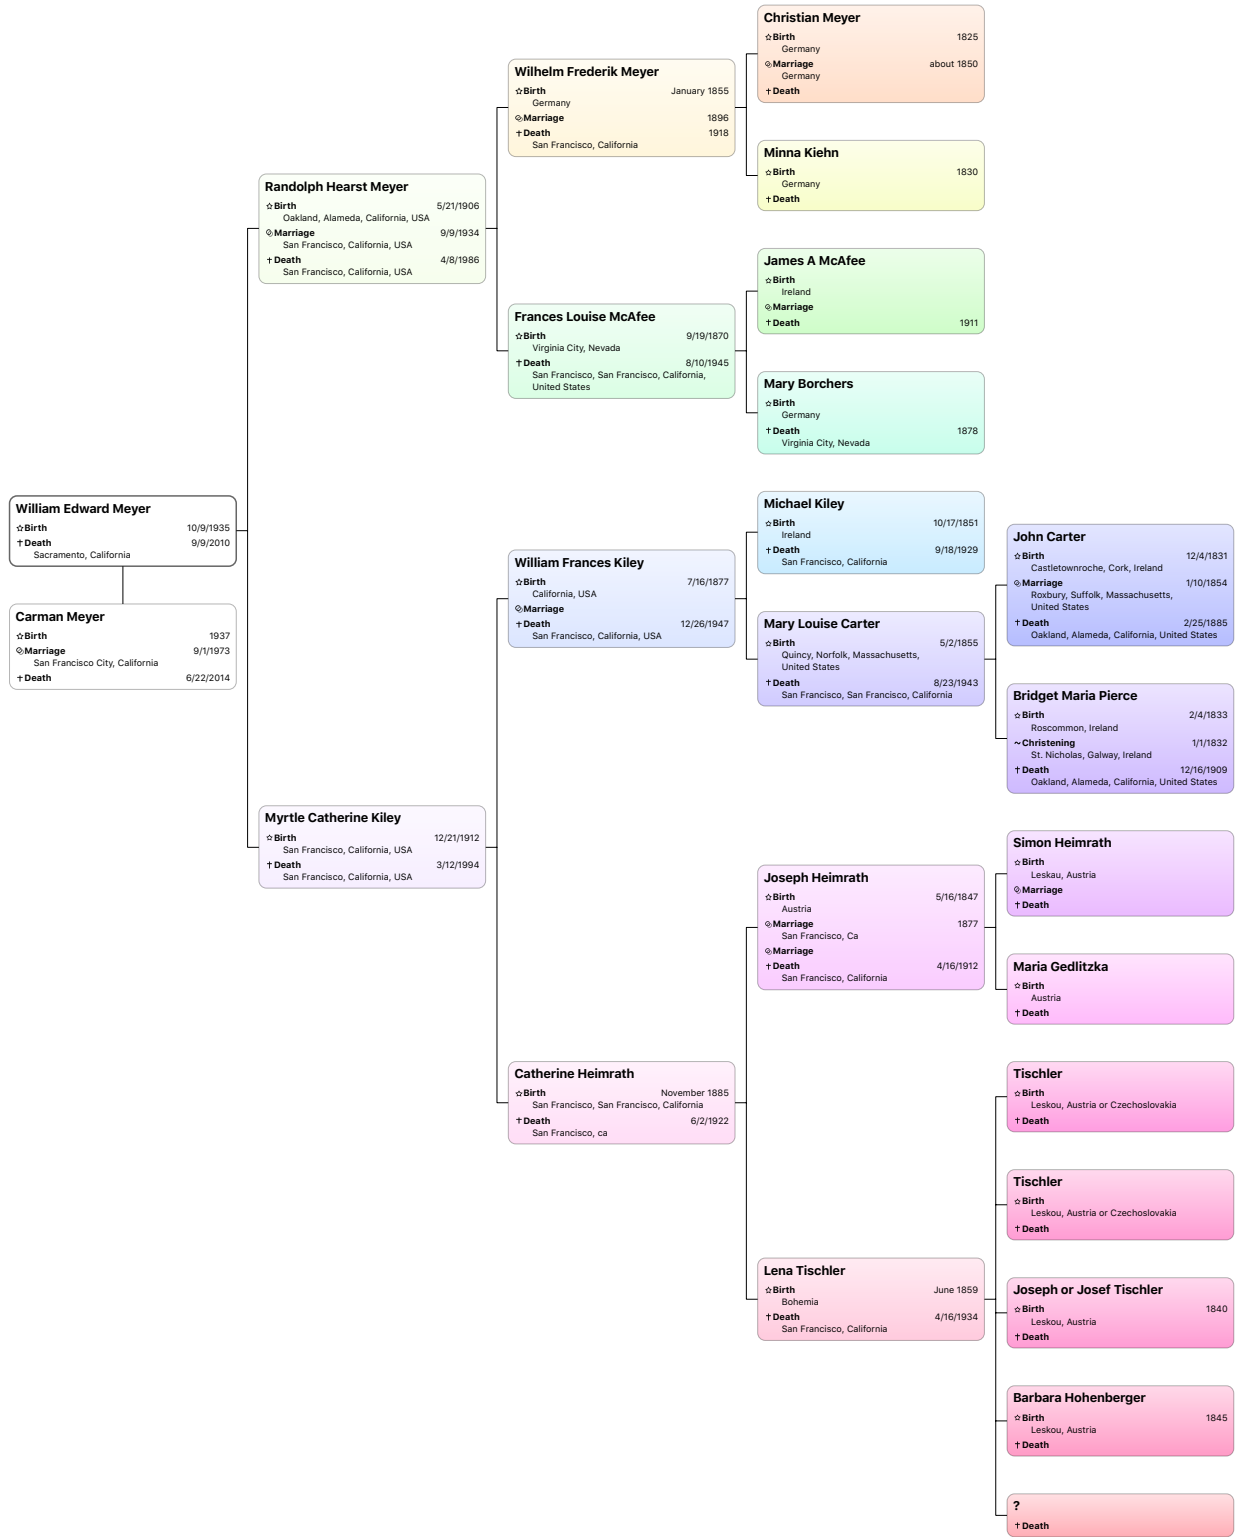 William Edward Meyer
☆Birth 10/9/1935
†Death 9/9/2010
Sacramento, California
Carman Meyer
☆Birth 1937
⚭Marriage 9/1/1973
San Francisco City, California
†Death 6/22/2014
Randolph Hearst Meyer
☆Birth 5/21/1906
Oakland, Alameda, California, USA
⚭Marriage 9/9/1934
San Francisco, California, USA
†Death 4/8/1986
San Francisco, California, USA
Myrtle Catherine Kiley
☆Birth 12/21/1912
San Francisco, California, USA
†Death 3/12/1994
San Francisco, California, USA
Wilhelm Frederik Meyer
☆Birth January 1855
Germany
⚭Marriage 1896
†Death 1918
San Francisco, California
Frances Louise McAfee
☆Birth 9/19/1870
Virginia City, Nevada
†Death 8/10/1945
San Francisco, San Francisco, California,
United States
William Frances Kiley
☆Birth 7/16/1877
California, USA
⚭Marriage
†Death 12/26/1947
San Francisco, California, USA
Catherine Heimrath
☆Birth November 1885
San Francisco, San Francisco, California
†Death 6/2/1922
San Francisco, ca
Christian Meyer
☆Birth 1825
Germany
⚭Marriage about 1850
Germany
†Death
Minna Kiehn
☆Birth 1830
Germany
†Death
James A McAfee
☆Birth
Ireland
⚭Marriage
†Death 1911
Mary Borchers
☆Birth
Germany
†Death 1878
Virginia City, Nevada
Michael Kiley
☆Birth 10/17/1851
Ireland
†Death 9/18/1929
San Francisco, California
Mary Louise Carter
☆Birth 5/2/1855
Quincy, Norfolk, Massachusetts,
United States
†Death 8/23/1943
San Francisco, San Francisco, California
Joseph Heimrath
☆Birth 5/16/1847
Austria
⚭Marriage 1877
San Francisco, Ca
⚭Marriage
†Death 4/16/1912
San Francisco, California
Lena Tischler
☆Birth June 1859
Bohemia
†Death 4/16/1934
San Francisco, California
John Carter
☆Birth 12/4/1831
Castletownroche, Cork, Ireland
⚭Marriage 1/10/1854
Roxbury, Suffolk, Massachusetts,
United States
†Death 2/25/1885
Oakland, Alameda, California, United States
Bridget Maria Pierce
☆Birth 2/4/1833
Roscommon, Ireland
~Christening 1/1/1832
St. Nicholas, Galway, Ireland
†Death 12/16/1909
Oakland, Alameda, California, United States
Simon Heimrath
☆Birth
Leskau, Austria
⚭Marriage
†Death
Maria Gedlitzka
☆Birth
Austria
†Death
Tischler
☆Birth
Leskou, Austria or Czechoslovakia
†Death
Tischler
☆Birth
Leskou, Austria or Czechoslovakia
†Death
Joseph or Josef Tischler
☆Birth 1840
Leskou, Austria
†Death
Barbara Hohenberger
☆Birth 1845
Leskou, Austria
†Death
?
†Death